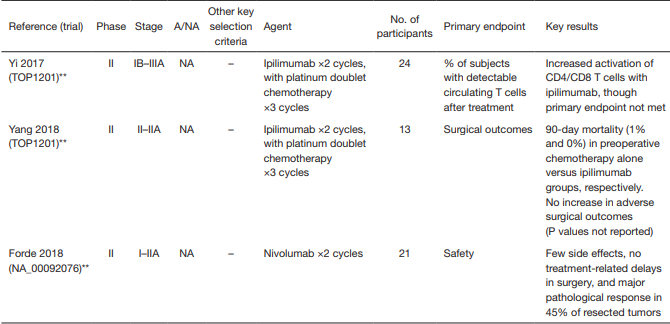 Reference (trial) Phase Stage A/NA Other key selection criteria Agent No. of participants Primary endpoint Key results
Yi 2017 (TOP1201)** II IB–IIIA NA – Ipilimumab ×2 cycles, with platinum doublet chemotherapy ×3 cycles 24 % of subjects with detectable circulating T cells after treatment Increased activation of CD4/CD8 T cells with ipilimumab, though primary endpoint not met
Yang 2018 (TOP1201)** II II–IIA NA – Ipilimumab ×2 cycles, with platinum doublet chemotherapy ×3 cycles 13 Surgical outcomes 90-day mortality (1% and 0%) in preoperative chemotherapy alone versus ipilimumab groups, respectively. No increase in adverse surgical outcomes (P values not reported)
Forde 2018 (NA_00092076)** II I–IIA NA – Nivolumab ×2 cycles 21 Safety Few side effects, no treatment-related delays in surgery, and major pathological response in 45% of resected tumors